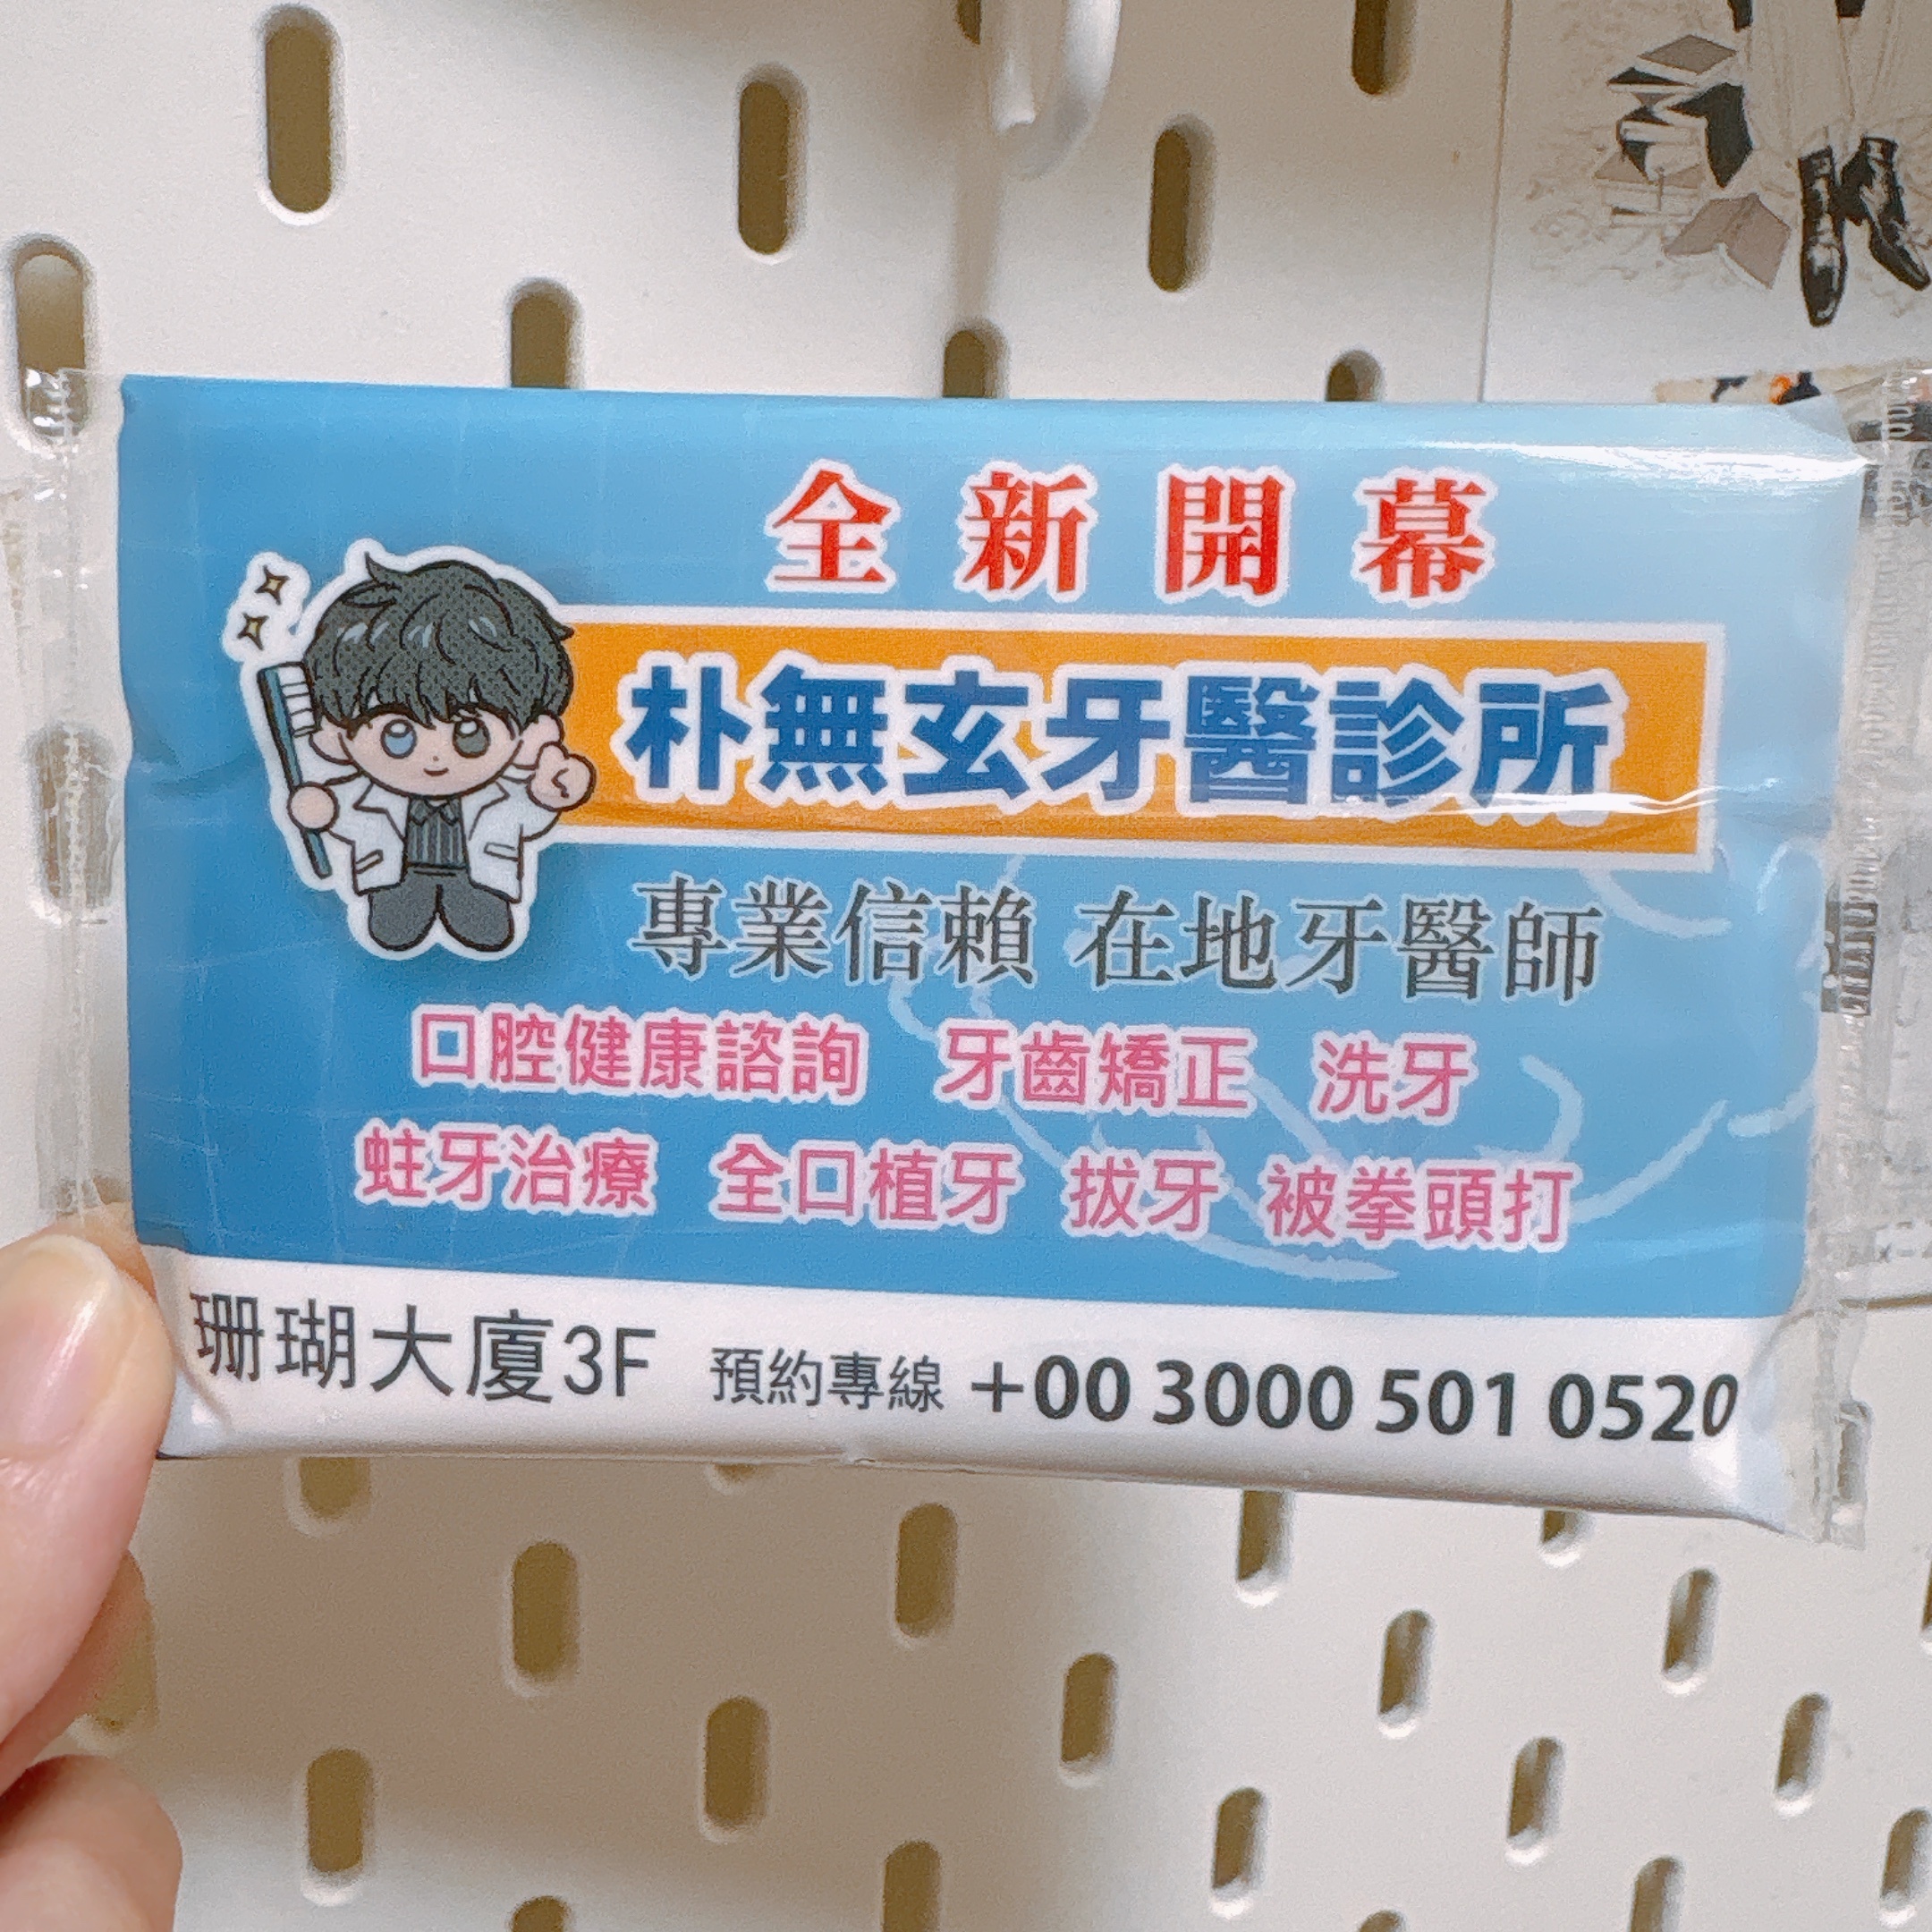 全新開幕
朴無玄牙醫診所
專業信賴 在地牙醫師
口腔健康諮詢 牙齒矯正 洗牙
蛀牙治療 全口植牙 拔牙 被拳頭打
珊瑚大廈3F 預約專線 +00 3000 501 0520